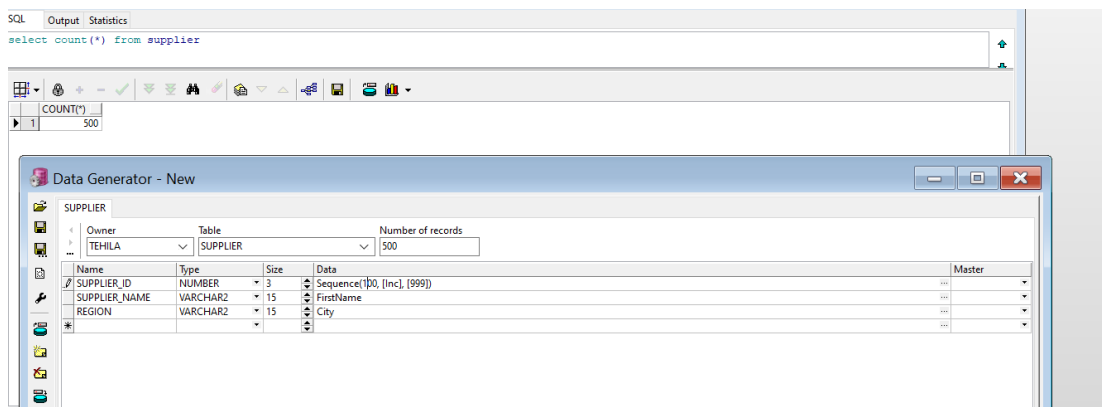 SQL Output Statistics
select count(*) from supplier
COUNT(*)
1 500
Data Generator - New
SUPPLIER
Owner Table Number of records
TEHILA SUPPLIER 500
Name Type Size Data Master
SUPPLIER_ID NUMBER 3 Sequence(100, [Inc], [999])
SUPPLIER_NAME VARCHAR2 15 FirstName
REGION VARCHAR2 15 City